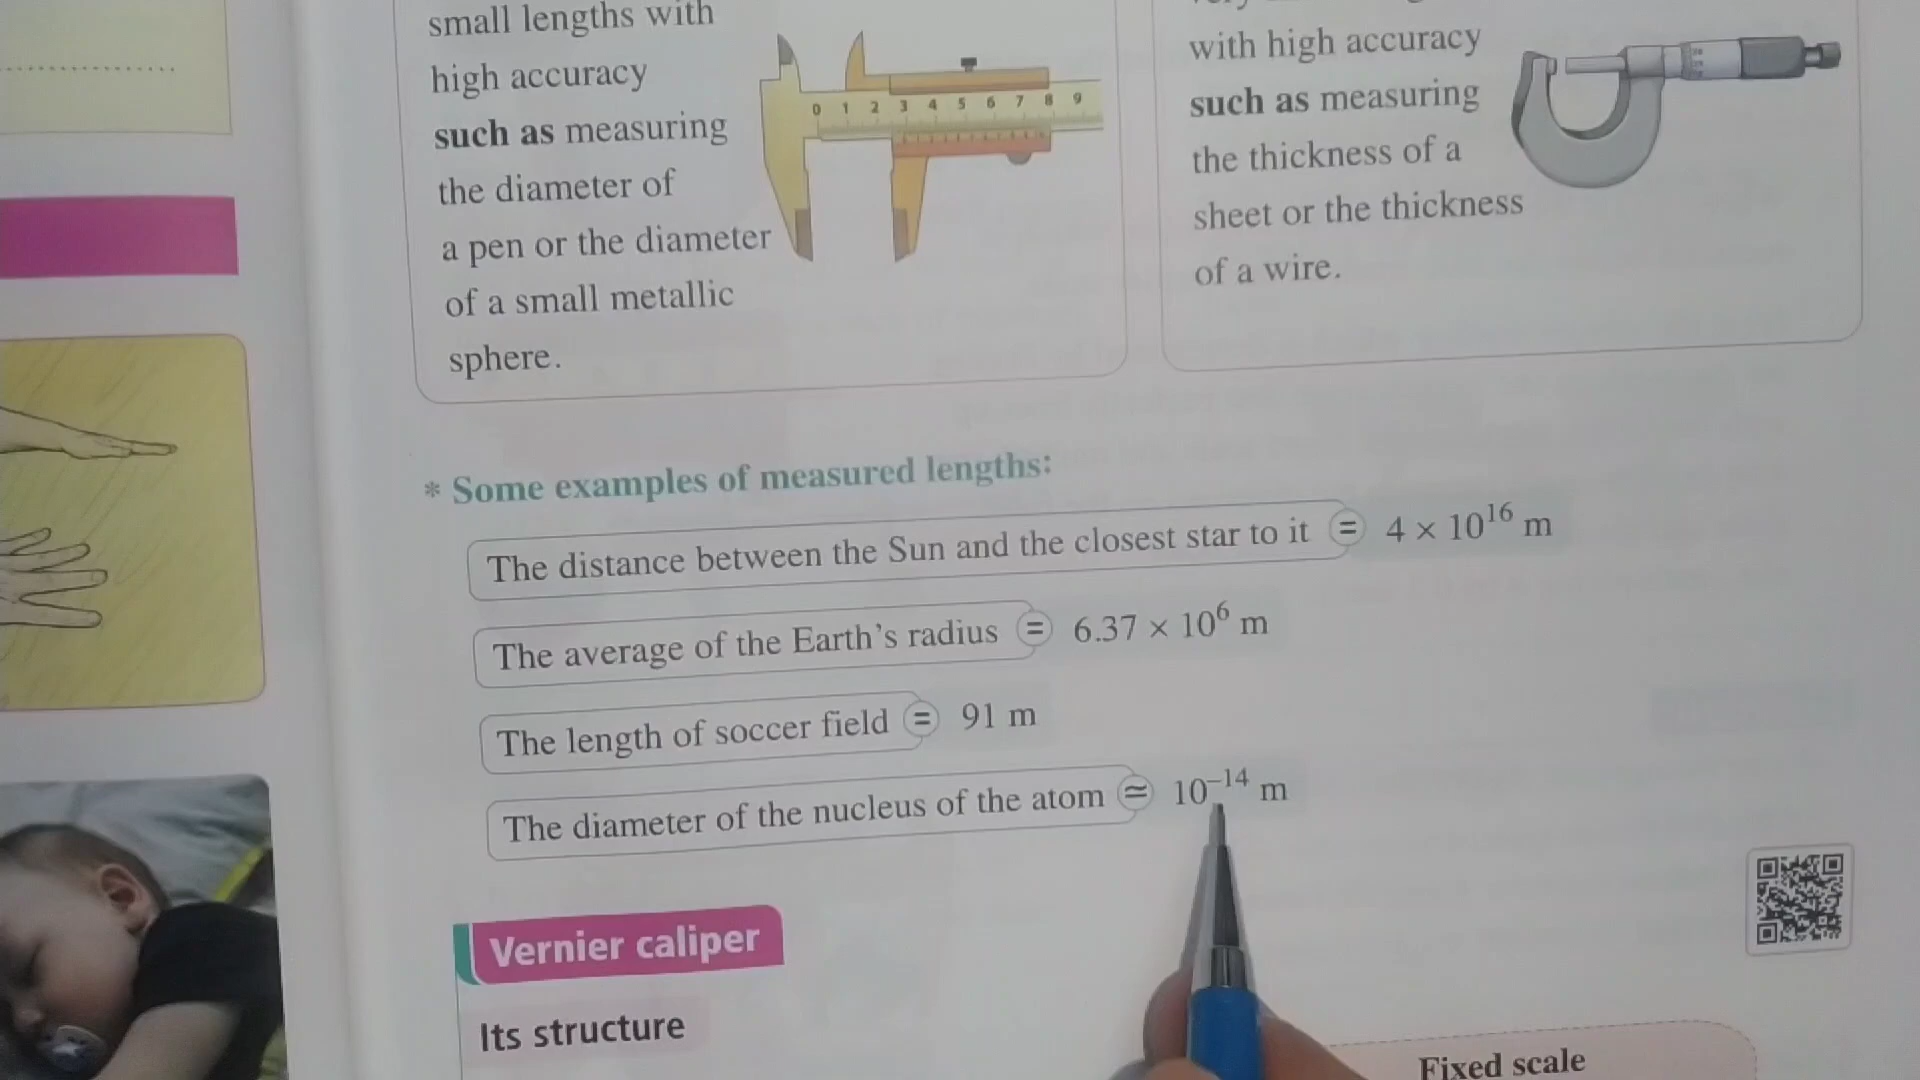 small lengths with
high accuracy
such as measuring
the diameter of
a pen or the diameter
of a small metallic
sphere.
0 1 2 3 4 5 6 7 8 9
with high accuracy
such as measuring
the thickness of a
sheet or the thickness
of a wire.
* Some examples of measured lengths:
The distance between the Sun and the closest star to it = 4 × 10¹⁶ m
The average of the Earth's radius = 6.37 × 10⁶ m
The length of soccer field = 91 m
The diameter of the nucleus of the atom ≃ 10⁻¹⁴ m
Vernier caliper
Its structure
Fixed scale